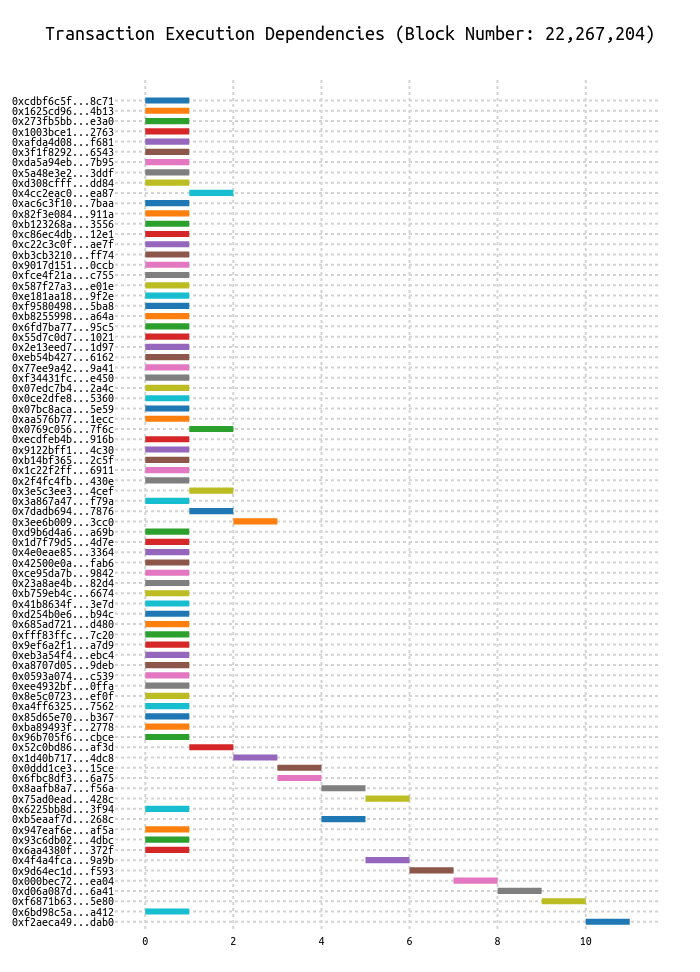 Transaction Execution Dependencies (Block Number: 22,267,204)
0xcdbf6c5f...8c71
0x1625cd96...4b13
0x273fb5bb...e3a0
0x1003bce1...2763
0xafda4d08...f681
0x3f1f8292...6543
0xda5a94eb...7b95
0x5a48e3e2...3ddf
0xd308cfff...dd84
0x4cc2eac0...ea87
0xac6c3f10...7baa
0x82f3e084...911a
0xb123268a...3556
0xc86ec4db...12e1
0xc22c3c0f...ae7f
0xb3cb3210...ff74
0x9017d151...0ccb
0xfce4f21a...c755
0x587f27a3...e01e
0xe181aa18...9f2e
0xf9580498...5ba8
0xb8255998...a64a
0x6fd7ba77...95c5
0x55d7c0d7...1021
0x2e13eed7...1d97
0xeb54b427...6162
0x77ee9a42...9a41
0xf34431fc...e450
0x07edc7b4...2a4c
0x0ce2dfe8...5360
0x07bc8aca...5e59
0xaa576b77...1ecc
0x0769c056...7f6c
0xecdfeb4b...916b
0x9122bff1...4c30
0xb14bf365...2c5f
0x1c22f2ff...6911
0x2f4fc4fb...430e
0x3e5c3ee3...4cef
0x3a867a47...f79a
0x7dadb694...7876
0x3ee6b009...3cc0
0xd9b6d4a6...a69b
0x1d7f79d5...4d7e
0x4e0eae85...3364
0x42500e0a...fab6
0xce95da7b...9842
0x23a8ae4b...82d4
0xb759eb4c...6674
0x41b8634f...3e7d
0xd254b0e6...b94c
0x685ad721...d480
0xfff83ffc...7c20
0x9ef6a2f1...a7d9
0xeb3a54f4...ebc4
0xa8707d05...9deb
0x0593a074...c539
0xee4932bf...0ffa
0x8e5c0723...ef0f
0xa4ff6325...7562
0x85d65e70...b367
0xba89493f...2778
0x96b705f6...cbce
0x52c0bd86...af3d
0x1d40b717...4dc8
0x0ddd1ce3...15ce
0x6fbc8df3...6a75
0x8aafb8a7...f56a
0x75ad0ead...428c
0x6225bb8d...3f94
0xb5eaaf7d...268c
0x947eaf6e...af5a
0x93c6db02...4dbc
0x6aa4380f...372f
0x4f4a4fca...9a9b
0x9d64ec1d...f593
0x000bec72...ea04
0xd06a087d...6a41
0xf6871b63...5e80
0x6bd98c5a...a412
0xf2aeca49...dab0
0 2 4 6 8 10